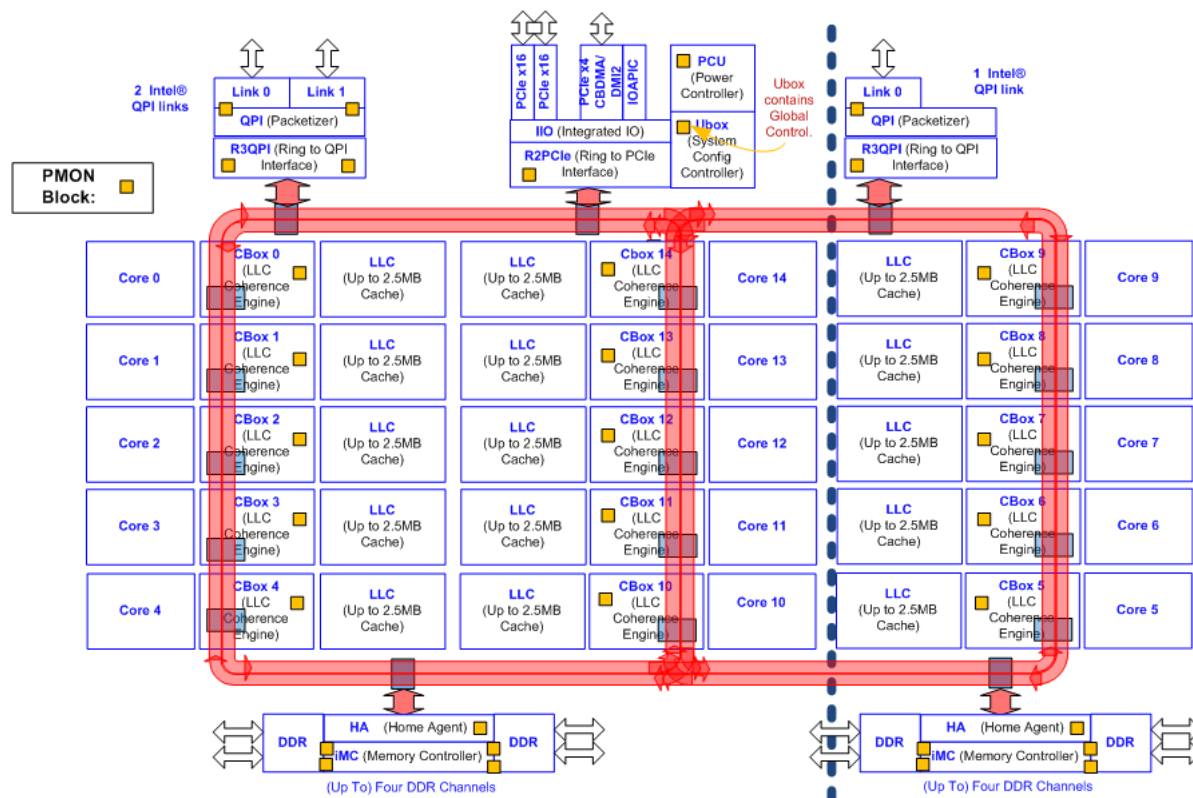 2 Intel®
QPI links
Link 0
Link 1
QPI (Packetizer)
R3QPI (Ring to QPI
Interface)
PCIe x16
PCIe x16
PCIe x4
CBDMA/
DMI2
IOAPIC
IIO (Integrated IO)
R2PCIe (Ring to PCIe
Interface)
PCU
(Power
Controller)
Ubox
(System
Config
Controller)
Ubox
contains
Global
Control.
1 Intel®
QPI link
Link 0
QPI (Packetizer)
R3QPI (Ring to QPI
Interface)
PMON
Block:
Core 0
CBox 0
(LLC
Coherence
Engine)
LLC
(Up to 2.5MB
Cache)
LLC
(Up to 2.5MB
Cache)
Cbox 14
(LLC
Coherence
Engine)
Core 14
LLC
(Up to 2.5MB
Cache)
CBox 9
(LLC
Coherence
Engine)
Core 9
Core 1
CBox 1
(LLC
Coherence
Engine)
LLC
(Up to 2.5MB
Cache)
LLC
(Up to 2.5MB
Cache)
CBox 13
(LLC
Coherence
Engine)
Core 13
LLC
(Up to 2.5MB
Cache)
CBox 8
(LLC
Coherence
Engine)
Core 8
Core 2
CBox 2
(LLC
Coherence
Engine)
LLC
(Up to 2.5MB
Cache)
LLC
(Up to 2.5MB
Cache)
CBox 12
(LLC
Coherence
Engine)
Core 12
LLC
(Up to 2.5MB
Cache)
CBox 7
(LLC
Coherence
Engine)
Core 7
Core 3
CBox 3
(LLC
Coherence
Engine)
LLC
(Up to 2.5MB
Cache)
LLC
(Up to 2.5MB
Cache)
CBox 11
(LLC
Coherence
Engine)
Core 11
LLC
(Up to 2.5MB
Cache)
CBox 6
(LLC
Coherence
Engine)
Core 6
Core 4
CBox 4
(LLC
Coherence
Engine)
LLC
(Up to 2.5MB
Cache)
LLC
(Up to 2.5MB
Cache)
CBox 10
(LLC
Coherence
Engine)
Core 10
LLC
(Up to 2.5MB
Cache)
CBox 5
(LLC
Coherence
Engine)
Core 5
DDR
HA (Home Agent)
iMC (Memory Controller)
DDR
(Up To) Four DDR Channels
DDR
HA (Home Agent)
iMC (Memory Controller)
DDR
(Up To) Four DDR Channels